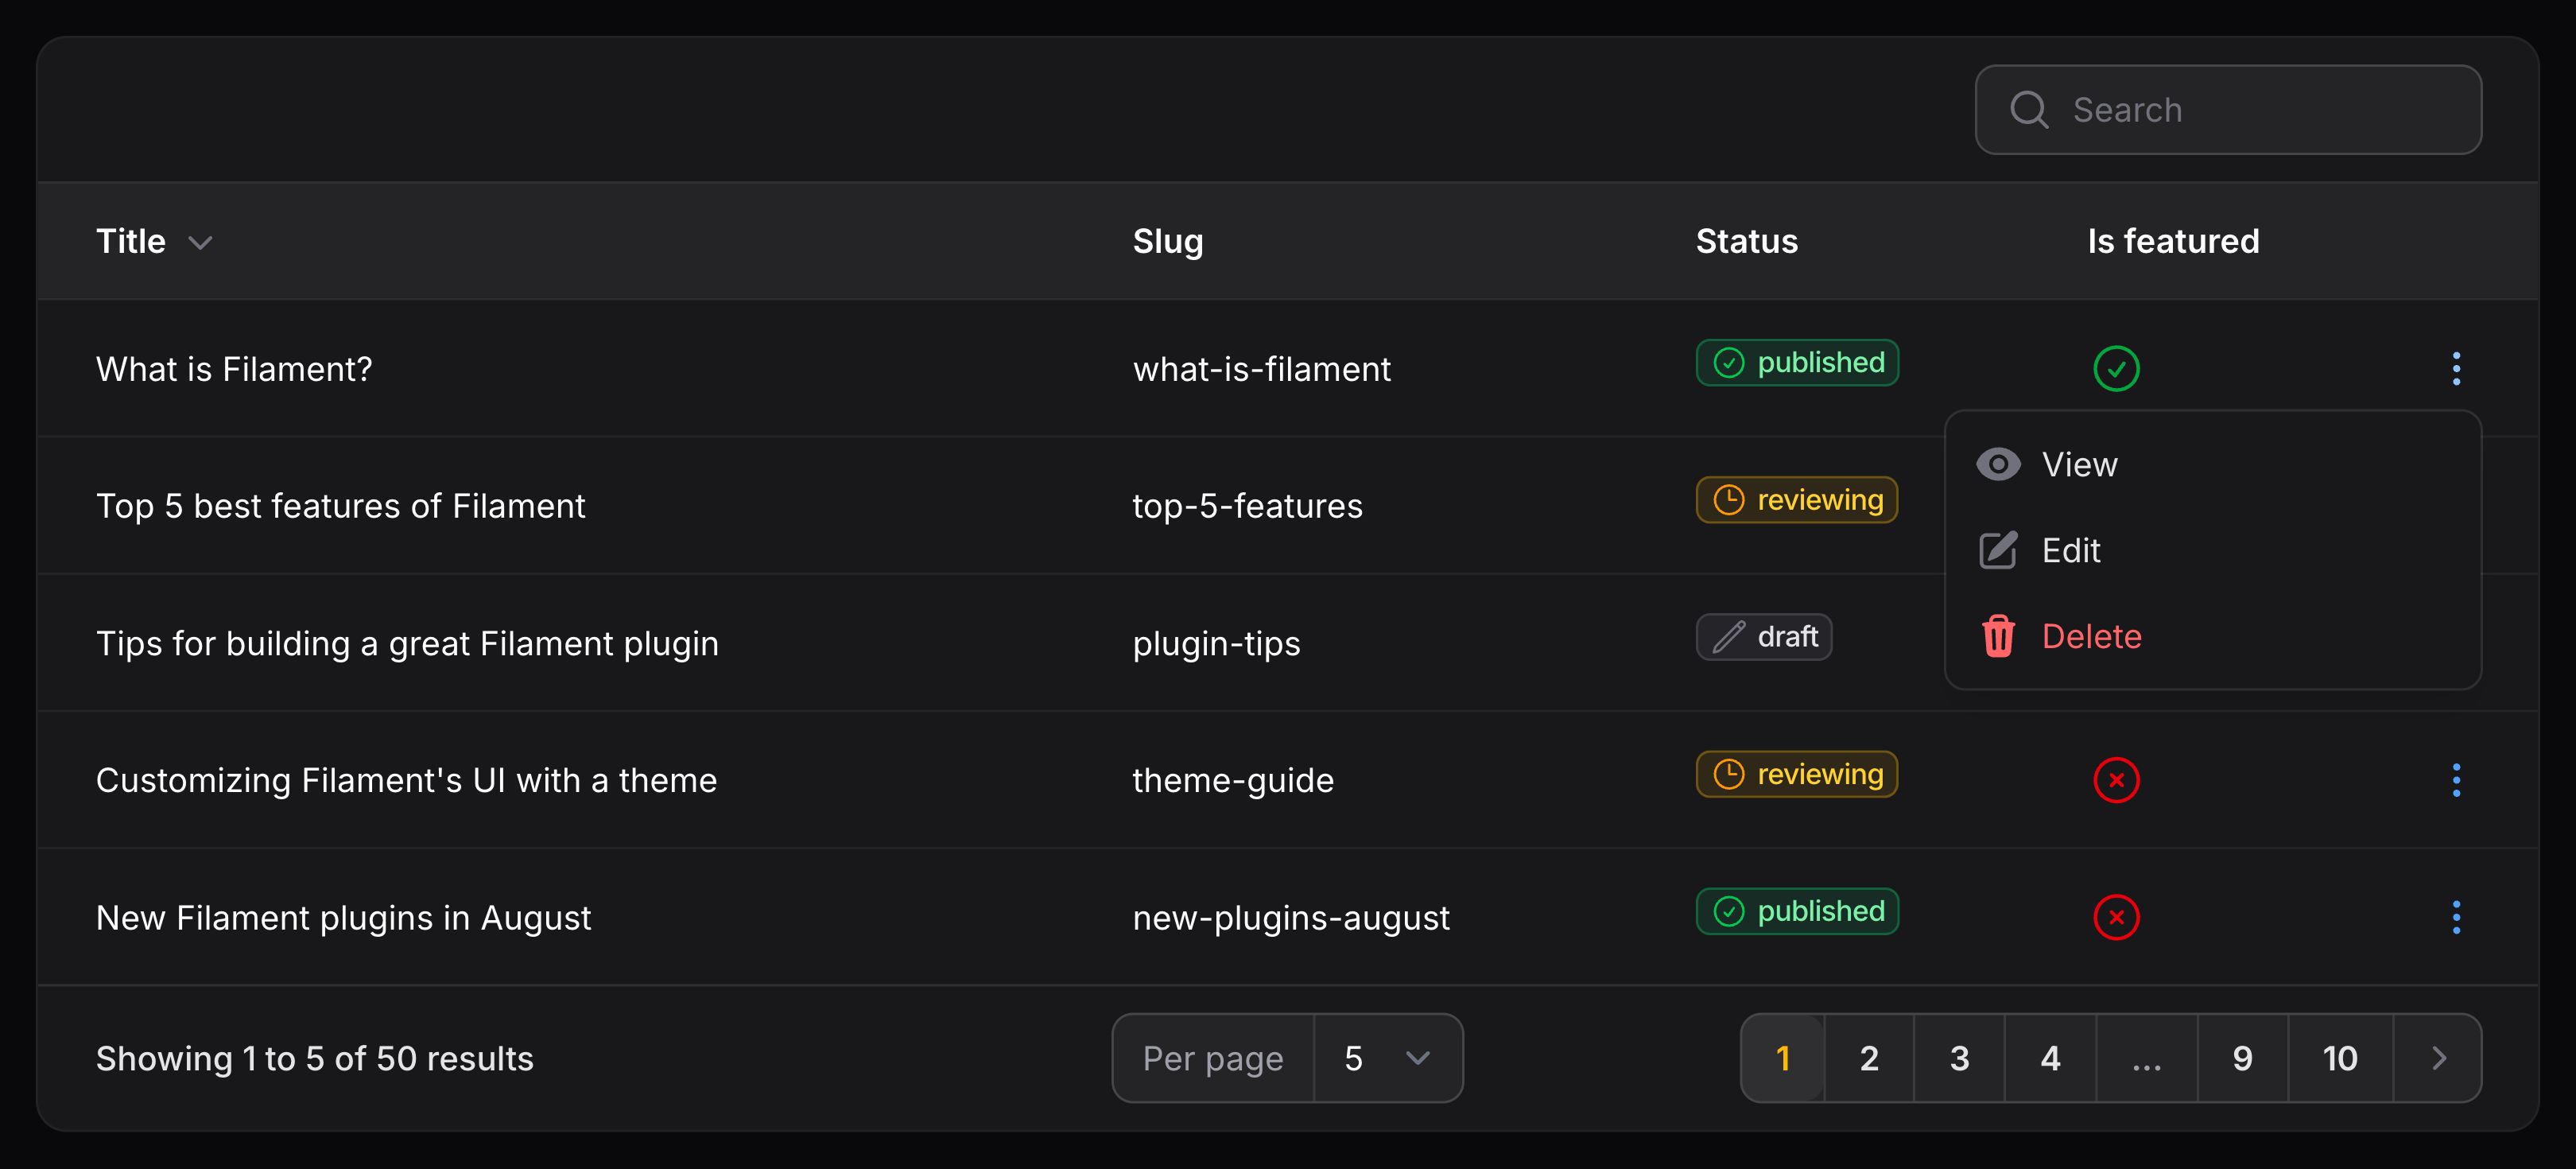 Search
Title Slug Status Is featured
What is Filament? what-is-filament published
View
Top 5 best features of Filament top-5-features reviewing
Edit
Tips for building a great Filament plugin plugin-tips draft
Delete
Customizing Filament's UI with a theme theme-guide reviewing
New Filament plugins in August new-plugins-august published
Showing 1 to 5 of 50 results Per page 5 1 2 3 4 ... 9 10